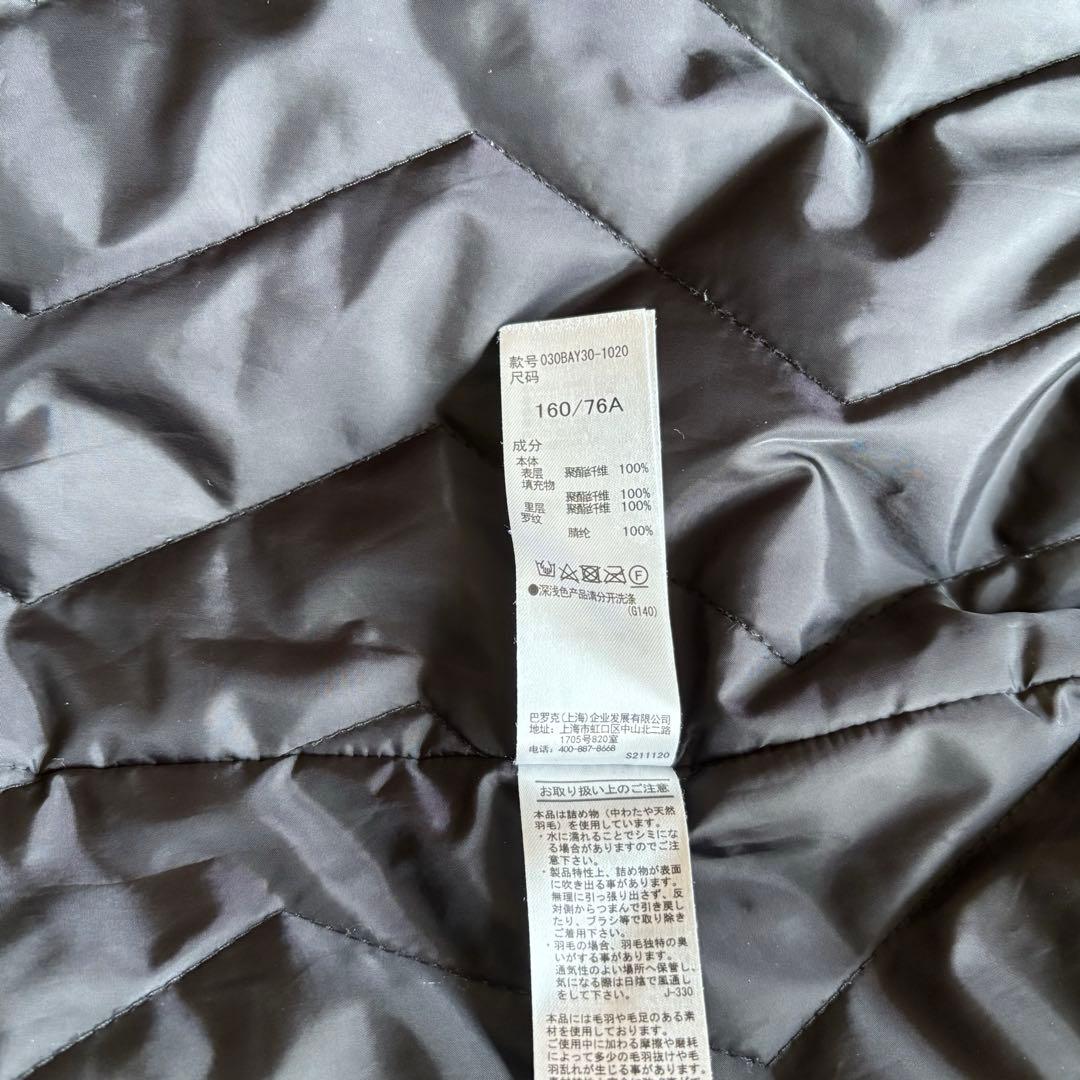 款号 030BAY30-1020
尺码
160/76A
成分
本体
表层 聚酯纤维 100%
填充物
聚酯纤维 100%
里层 聚酯纤维 100%
罗纹
腈纶 100%
F
●深浅色产品请分开洗涤
(G140)
巴罗克(上海)企业发展有限公司
地址: 上海市虹口区中山北二路
1705号820室
电话: 400-887-8668
S211120
お取り扱い上のご注意
本品は詰め物（中わたや天然
羽毛）を使用しています。
・水に濡れることでシミにな
る場合がありますのでご注
意下さい。
・製品特性上、詰め物が表面
に吹き出る事があります。
無理に引っ張り出さず、反
対側からつまんで引き戻し
たり、ブラシ等で取り除き
ご着用下さい。
・羽毛の場合、羽毛独特の臭
いがする事があります。
通気性のよい場所へ保管し、
気になる際は日陰で風通し
をして下さい。 J-330
本品には毛羽や毛足のある素
材を使用しております。
ご使用中に加わる摩擦や磨耗
によって多少の毛羽抜けや毛
羽乱れが生じる事があります。